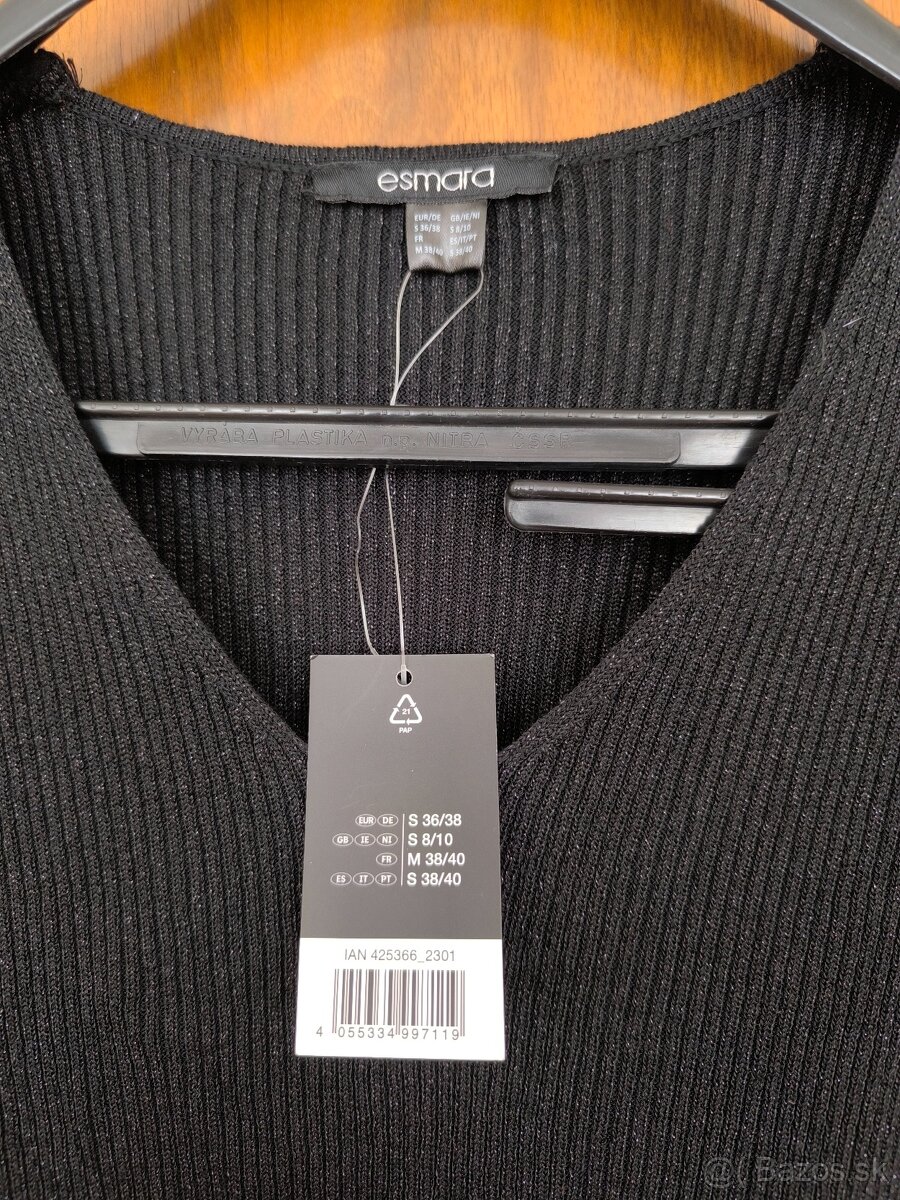 esmara
EUR/DE GB/IE/NI
S 36/38 S 8/10
FR ES/IT/PT
M 38/40 S 38/40
VYRÁBA PLASTIKA n.p. NITRA ČSSR
21
PAP
EUR DE S 36/38
GB IE NI S 8/10
FR M 38/40
ES IT PT S 38/40
IAN 425366_2301
4 055334 997119
@( Bazos.sk